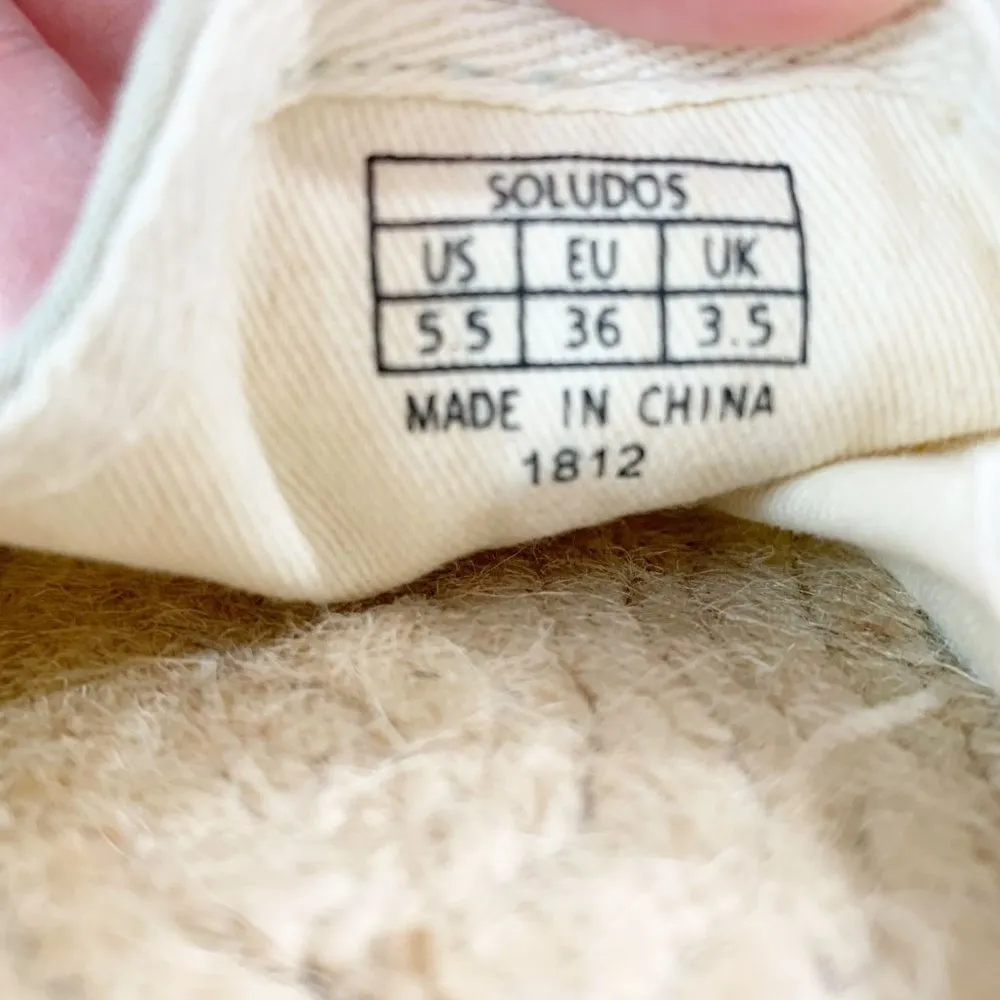 SOLUDOS
US EU UK
5.5 36 3.5
MADE IN CHINA
1812